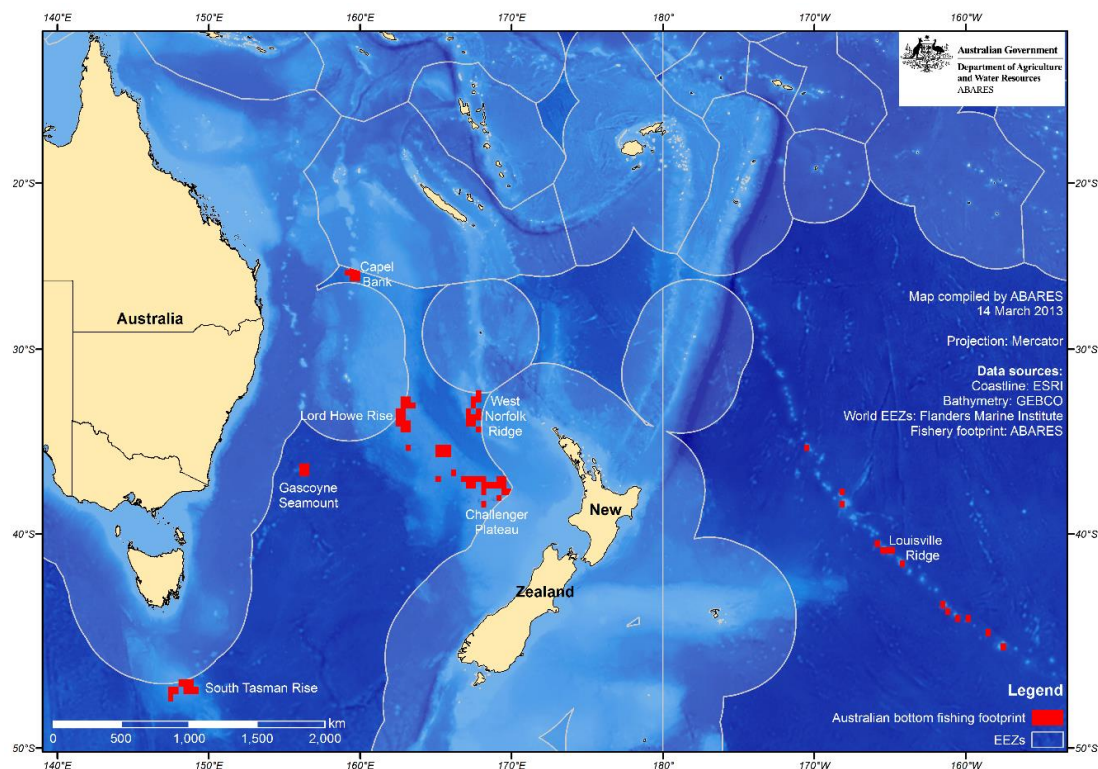 140°E 150°E 160°E 170°E 180° 170°W 160°W
Australian Government
Department of Agriculture
and Water Resources
ABARES
20°S
20°S
Capel
Bank
Map compiled by ABARES
14 March 2013
Australia
Projection: Mercator
30°S
30°S
Data sources:
Coastline: ESRI
Bathymetry: GEBCO
World EEZs: Flanders Marine Institute
Fishery footprint: ABARES
Lord Howe Rise
West
Norfolk
Ridge
Gascoyne
Seamount
Challenger
Plateau
New
Zealand
40°S
40°S
Louisville
Ridge
South Tasman Rise
Legend
Australian bottom fishing footprint
EEZs
km
0 500 1,000 1,500 2,000
50°S
50°S
140°E 150°E 160°E 170°E 180° 170°W 160°W